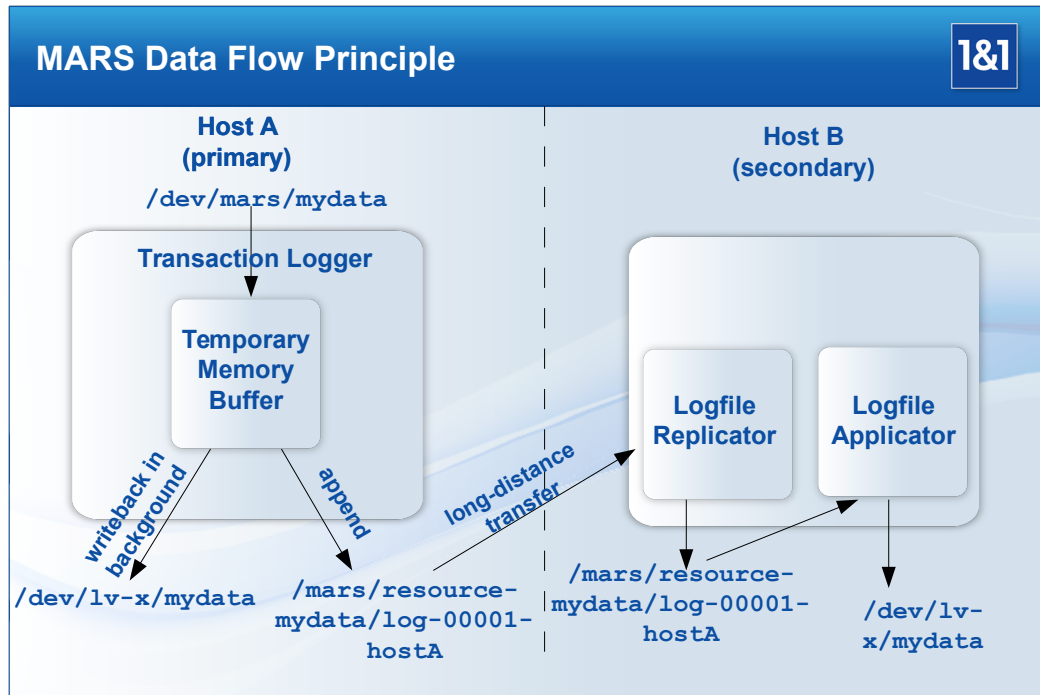 MARS Data Flow Principle
1&1
Host A
(primary)
/dev/mars/mydata
Transaction Logger
Temporary
Memory
Buffer
writeback in
background
append
/dev/lv-x/mydata
/mars/resource-
mydata/log-00001-
hostA
long-distance
transfer
Host B
(secondary)
Logfile
Replicator
Logfile
Applicator
/mars/resource-
mydata/log-00001-
hostA
/dev/lv-
x/mydata